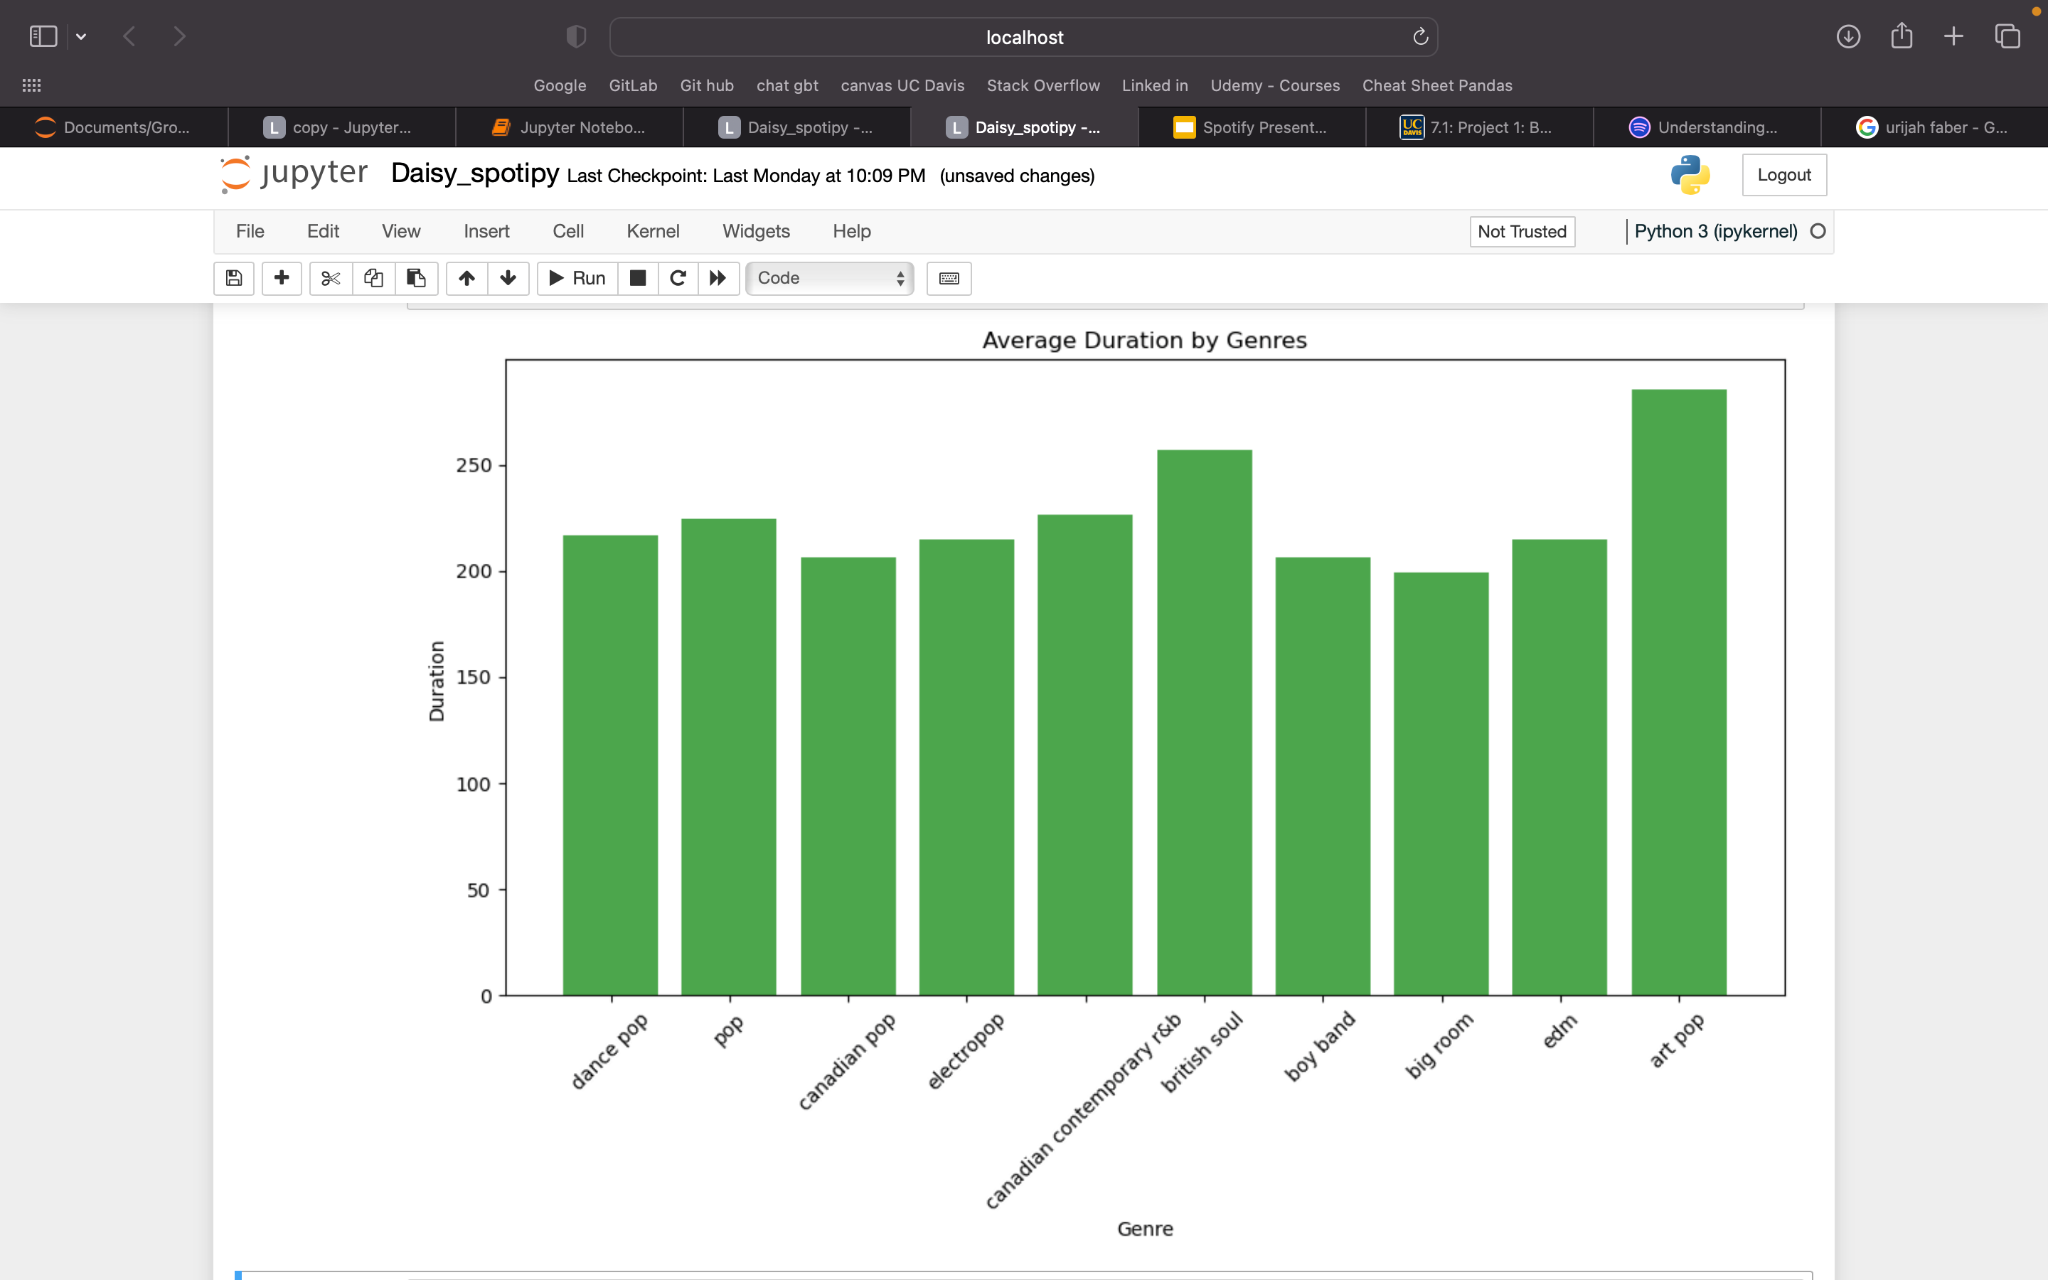 localhost
Google GitLab Git hub chat gbt canvas UC Davis Stack Overflow Linked in Udemy - Courses Cheat Sheet Pandas
Documents/Gro... L copy - Jupyter... Jupyter Notebo... L Daisy_spotipy -... L Daisy_spotipy -... Spotify Present... UC DAVIS 7.1: Project 1: B... Understanding... G urijah faber - G...
jupyter Daisy_spotipy Last Checkpoint: Last Monday at 10:09 PM (unsaved changes) Logout
File Edit View Insert Cell Kernel Widgets Help Not Trusted Python 3 (ipykernel)
Run Code
Average Duration by Genres
250
200
150
100
50
0
Duration
dance pop
pop
canadian pop
electropop
canadian contemporary r&b
british soul
boy band
big room
edm
art pop
Genre